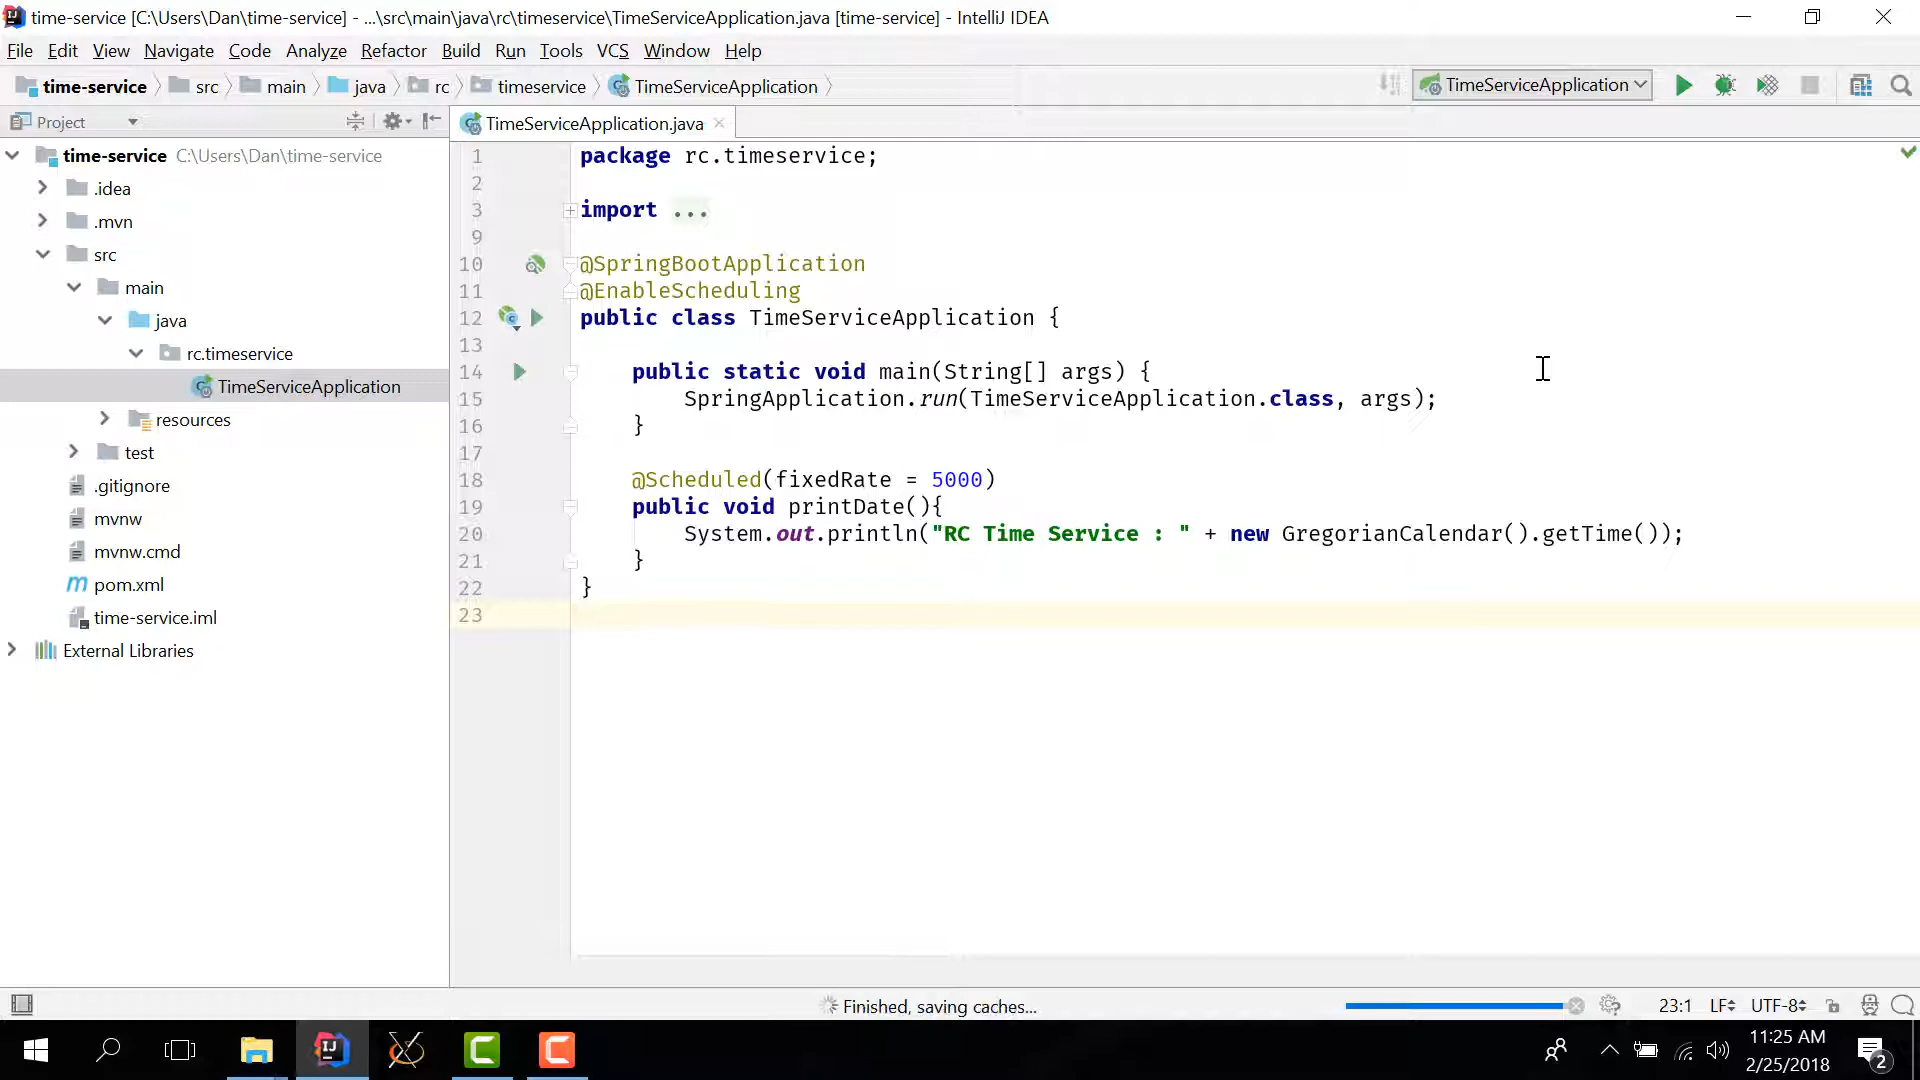 time-service [C:\Users\Dan\time-service] - ...\src\main\java\rc\timeservice\TimeServiceApplication.java [time-service] - IntelliJ IDEA
File Edit View Navigate Code Analyze Refactor Build Run Tools VCS Window Help
time-service src main java rc timeservice TimeServiceApplication
TimeServiceApplication
Project
TimeServiceApplication.java
time-service C:\Users\Dan\time-service
.idea
.mvn
src
main
java
rc.timeservice
TimeServiceApplication
resources
test
.gitignore
mvnw
mvnw.cmd
pom.xml
time-service.iml
External Libraries
1 package rc.timeservice;
2
3 import ...
9
10 @SpringBootApplication
11 @EnableScheduling
12 public class TimeServiceApplication {
13
14 public static void main(String[] args) {
15 SpringApplication.run(TimeServiceApplication.class, args);
16 }
17
18 @Scheduled(fixedRate = 5000)
19 public void printDate(){
20 System.out.println("RC Time Service : " + new GregorianCalendar().getTime());
21 }
22 }
23
Finished, saving caches...
23:1 LF UTF-8
11:25 AM
2/25/2018
2